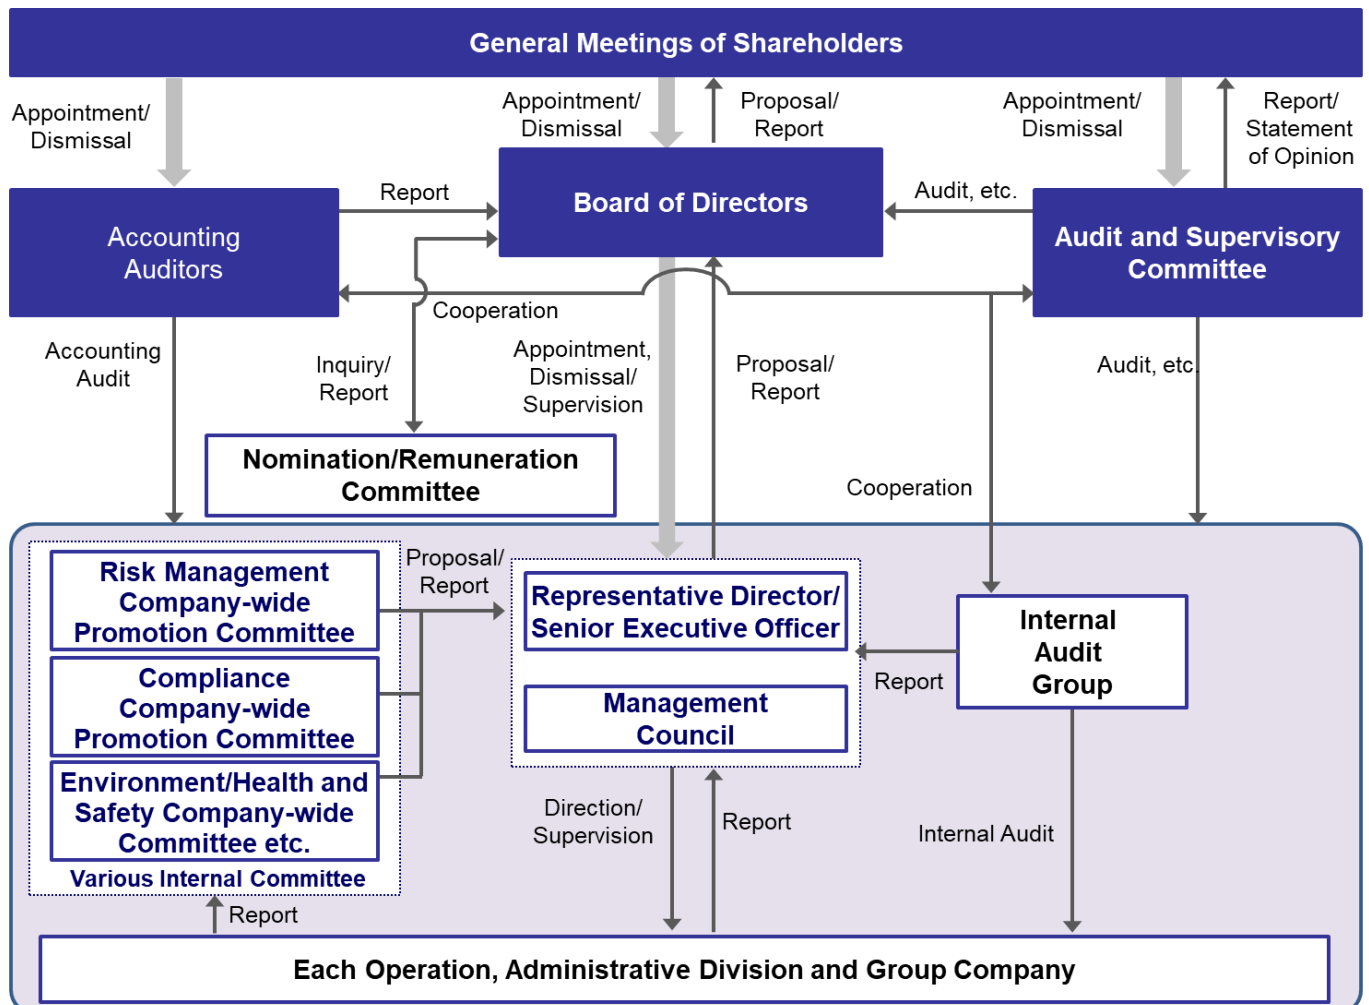 General Meetings of Shareholders
Appointment/
Dismissal
Appointment/
Dismissal
Proposal/
Report
Appointment/
Dismissal
Report/
Statement
of Opinion
Accounting
Auditors
Report
Board of Directors
Audit, etc.
Audit and Supervisory
Committee
Cooperation
Accounting
Audit
Inquiry/
Report
Appointment,
Dismissal/
Supervision
Proposal/
Report
Audit, etc.
Nomination/Remuneration
Committee
Cooperation
Risk Management
Company-wide
Promotion Committee
Compliance
Company-wide
Promotion Committee
Environment/Health and
Safety Company-wide
Committee etc.
Various Internal Committee
Proposal/
Report
Representative Director/
Senior Executive Officer
Management
Council
Report
Internal
Audit
Group
Direction/
Supervision
Report
Internal Audit
Report
Each Operation, Administrative Division and Group Company